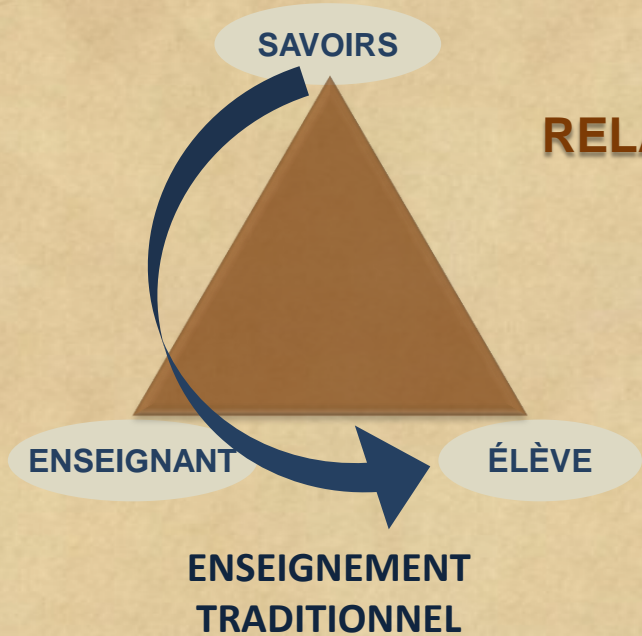 SAVOIRS
ENSEIGNANT
ÉLÈVE
ENSEIGNEMENT
TRADITIONNEL